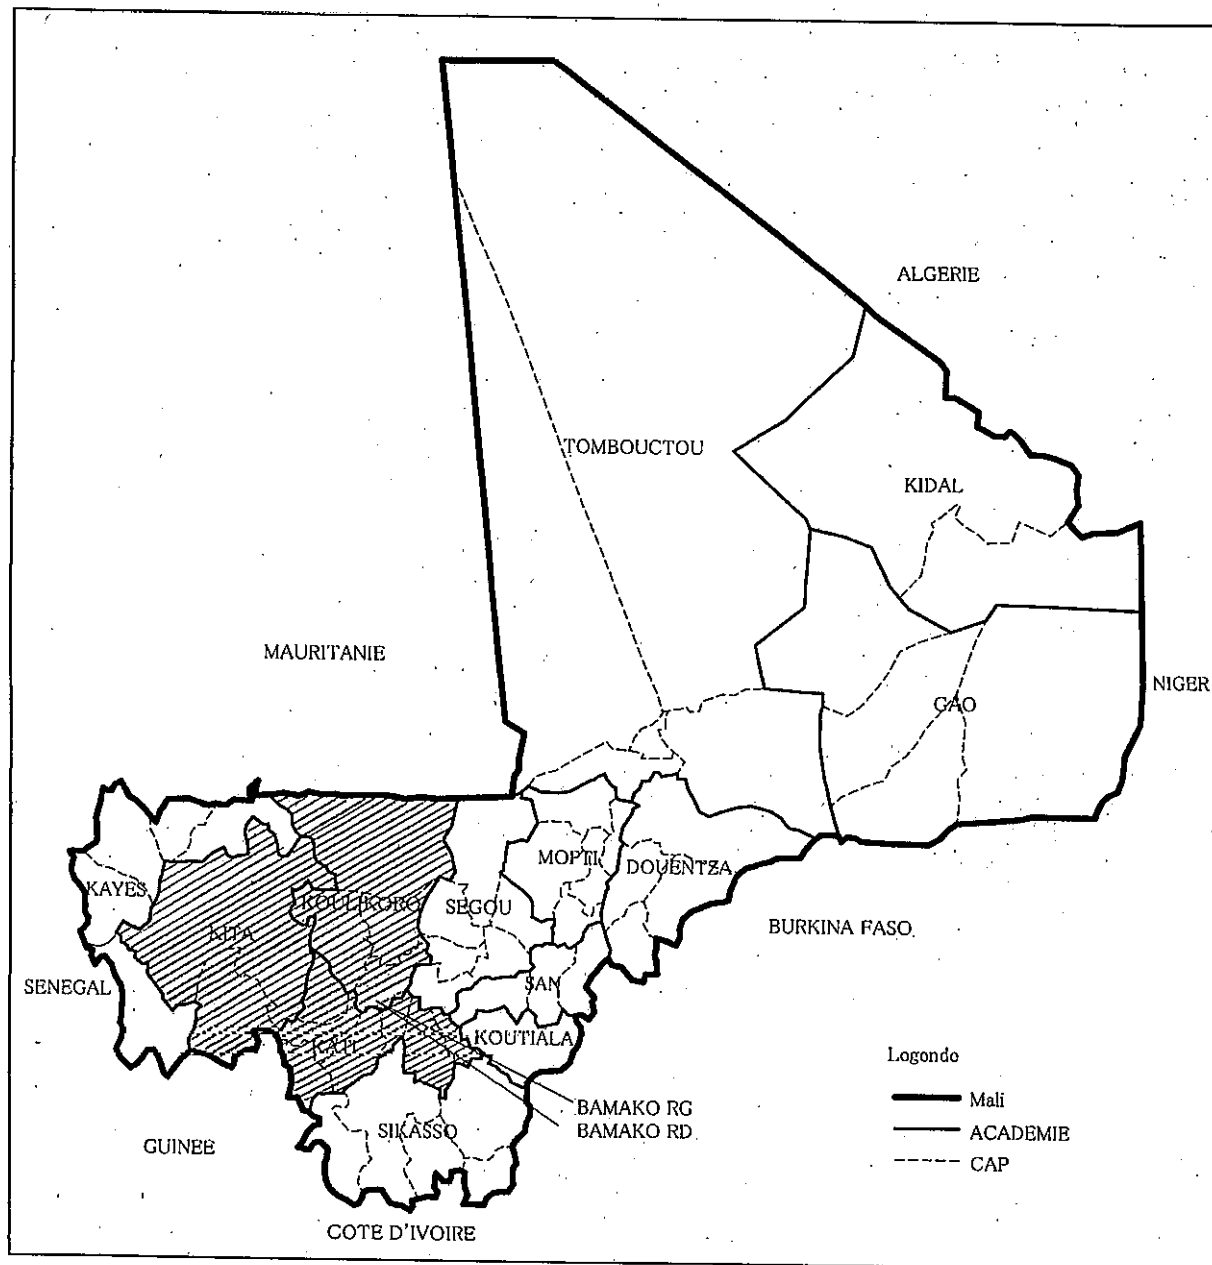 ALGERIE
TOMBOUCTOU
KIDAL
MAURITANIE
NIGER
GAO
MOPTI
DOUENTZA
KAYES
KOULIKORO
SEGOU
KITA
BURKINA FASO
SENEGAL
SAN
KOUTIALA
KATI
Logondo
Mali
BAMAKO RG
BAMAKO RD
ACADEMIE
SIKASSO
GUINEE
CAP
COTE D'IVOIRE